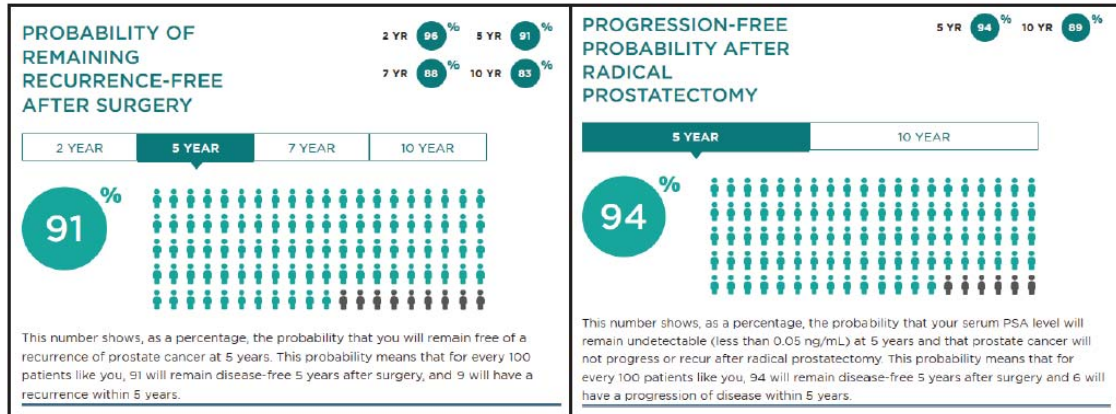 PROBABILITY OF
REMAINING
RECURRENCE-FREE
AFTER SURGERY
2 YR 96 % 5 YR 91 %
7 YR 88 % 10 YR 83 %
2 YEAR 5 YEAR 7 YEAR 10 YEAR
91 %
This number shows, as a percentage, the probability that you will remain free of a
recurrence of prostate cancer at 5 years. This probability means that for every 100
patients like you, 91 will remain disease-free 5 years after surgery, and 9 will have a
recurrence within 5 years.
PROGRESSION-FREE
PROBABILITY AFTER
RADICAL
PROSTATECTOMY
5 YR 94 % 10 YR 89 %
5 YEAR 10 YEAR
94 %
This number shows, as a percentage, the probability that your serum PSA level will
remain undetectable (less than 0.05 ng/mL) at 5 years and that prostate cancer will
not progress or recur after radical prostatectomy. This probability means that for
every 100 patients like you, 94 will remain disease-free 5 years after surgery and 6 will
have a progression of disease within 5 years.